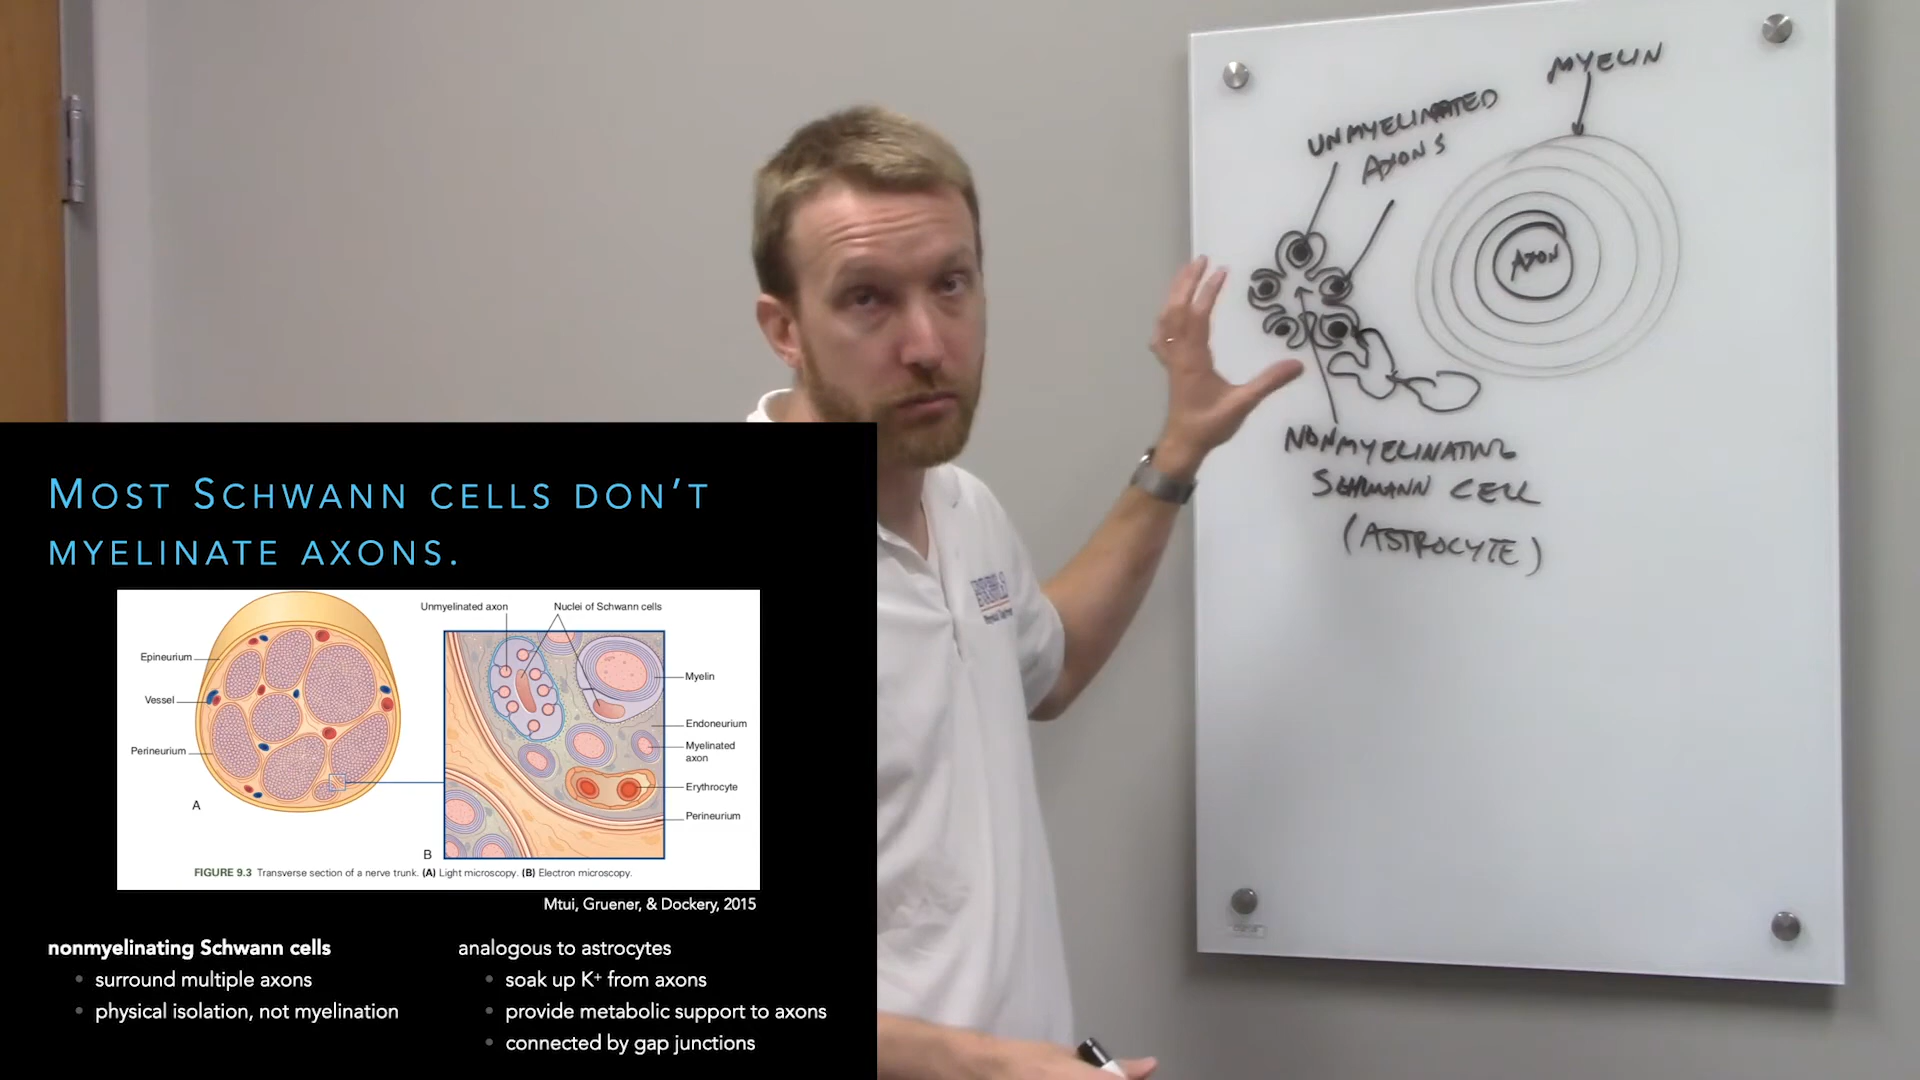 MYELIN
UNMYELINATED
AXONS
AXON
NONMYELINATING
SCHWANN CELL
(ASTROCYTE)
MOST SCHWANN CELLS DON'T
MYELINATE AXONS.
Unmyelinated axon
Nuclei of Schwann cells
Epineurium
Vessel
Perineurium
A
Myelin
Endoneurium
Myelinated
axon
Erythrocyte
Perineurium
B
FIGURE 9.3 Transverse section of a nerve trunk. (A) Light microscopy. (B) Electron microscopy.
Mtui, Gruener, & Dockery, 2015
nonmyelinating Schwann cells
• surround multiple axons
• physical isolation, not myelination
analogous to astrocytes
• soak up K⁺ from axons
• provide metabolic support to axons
• connected by gap junctions